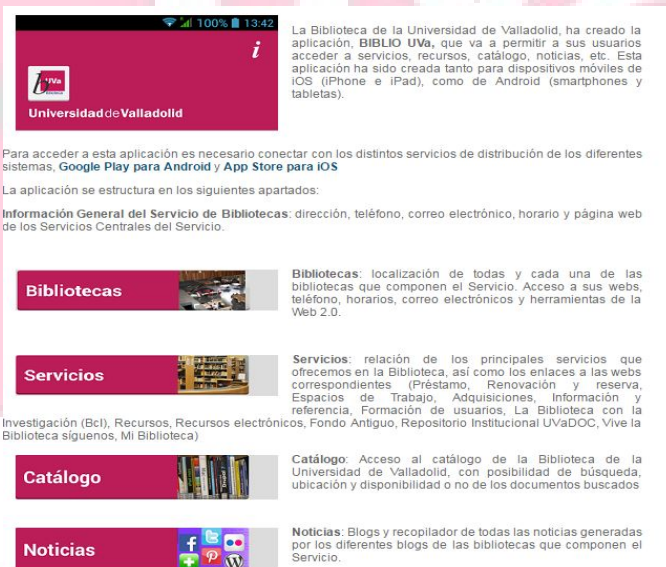 100% 13:42
i
b UVa
Universidad de Valladolid
La Biblioteca de la Universidad de Valladolid, ha creado la
aplicación, BIBLIO UVa, que va a permitir a sus usuarios
acceder a servicios, recursos, catálogo, noticias, etc. Esta
aplicación ha sido creada tanto para dispositivos móviles de
iOS (iPhone e iPad), como de Android (smartphones y
tabletas).
Para acceder a esta aplicación es necesario conectar con los distintos servicios de distribución de los diferentes
sistemas, Google Play para Android y App Store para iOS
La aplicación se estructura en los siguientes apartados:
Información General del Servicio de Bibliotecas: dirección, teléfono, correo electrónico, horario y página web
de los Servicios Centrales del Servicio.
Bibliotecas
Bibliotecas: localización de todas y cada una de las
bibliotecas que componen el Servicio. Acceso a sus webs,
teléfono, horarios, correo electrónicos y herramientas de la
Web 2.0.
Servicios
Servicios: relación de los principales servicios que
ofrecemos en la Biblioteca, así como los enlaces a las webs
correspondientes (Préstamo, Renovación y reserva,
Espacios de Trabajo, Adquisiciones, Información y
referencia, Formación de usuarios, La Biblioteca con la
Investigación (BcI), Recursos, Recursos electrónicos, Fondo Antiguo, Repositorio Institucional UVaDOC, Vive la
Biblioteca síguenos, Mi Biblioteca)
Catálogo
Catálogo: Acceso al catálogo de la Biblioteca de la
Universidad de Valladolid, con posibilidad de búsqueda,
ubicación y disponibilidad o no de los documentos buscados
Noticias
Noticias: Blogs y recopilador de todas las noticias generadas
por los diferentes blogs de las bibliotecas que componen el
Servicio.